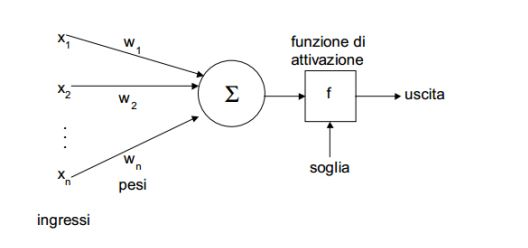 x1
w1
funzione di
attivazione
x2
w2
Σ
f
uscita
⋮
xn
wn
pesi
soglia
ingressi